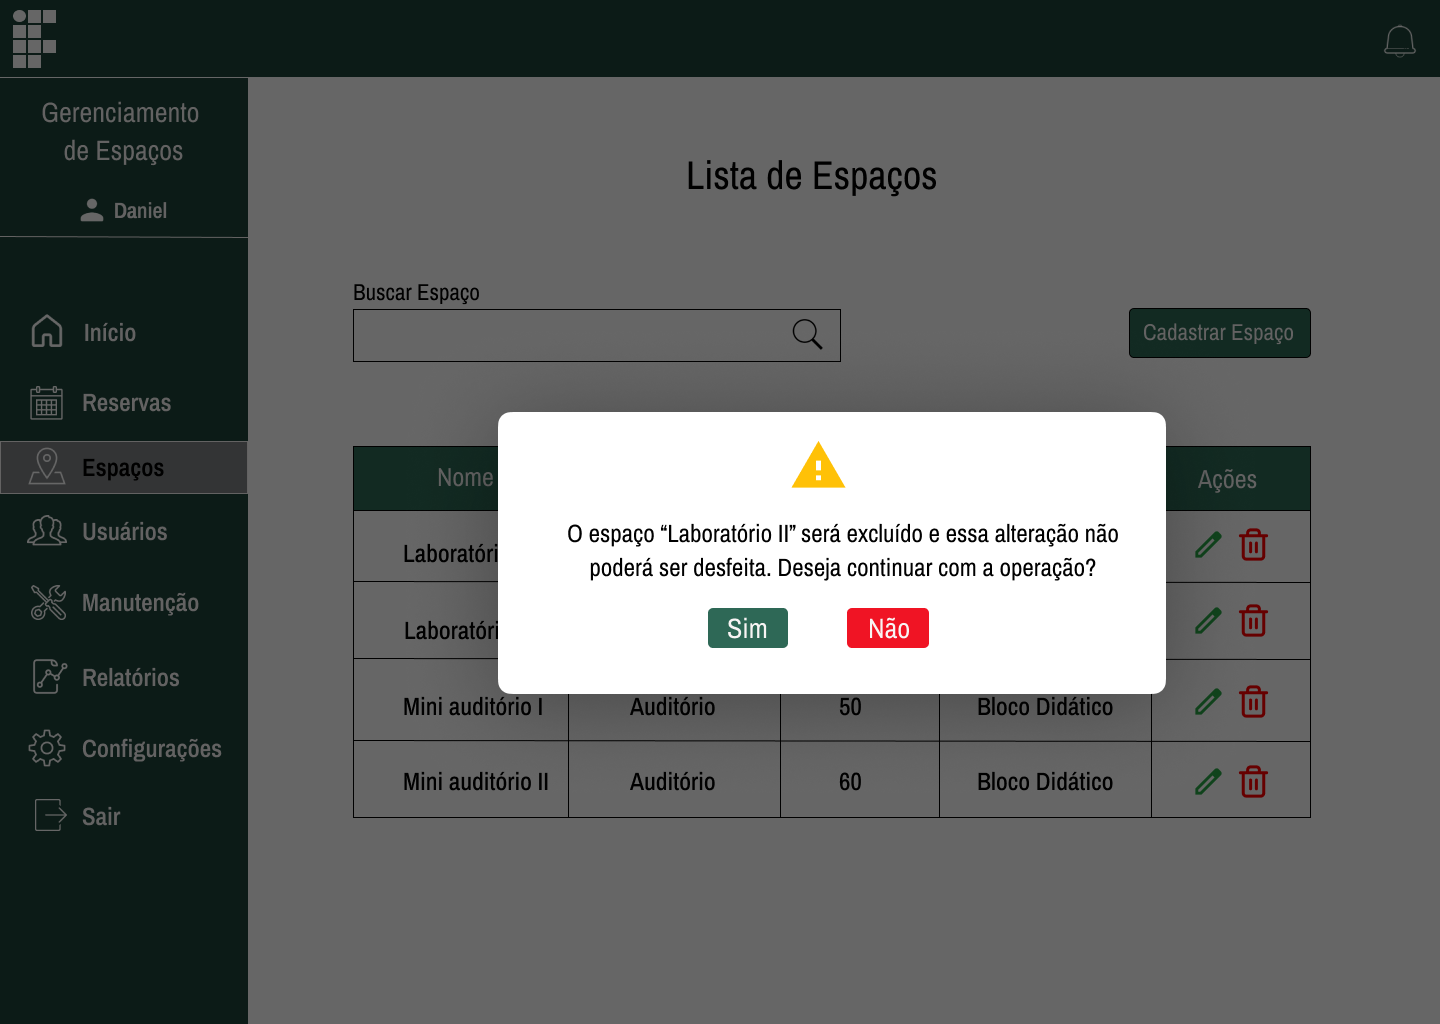 Gerenciamento
de Espaços
Daniel
Início
Reservas
Espaços
Usuários
Manutenção
Relatórios
Configurações
Sair
Lista de Espaços
Buscar Espaço
Cadastrar Espaço
Nome Ações
Laboratóri
Laboratóri
O espaço “Laboratório II” será excluído e essa alteração não
poderá ser desfeita. Deseja continuar com a operação?
Sim Não
Mini auditório I Auditório 50 Bloco Didático
Mini auditório II Auditório 60 Bloco Didático